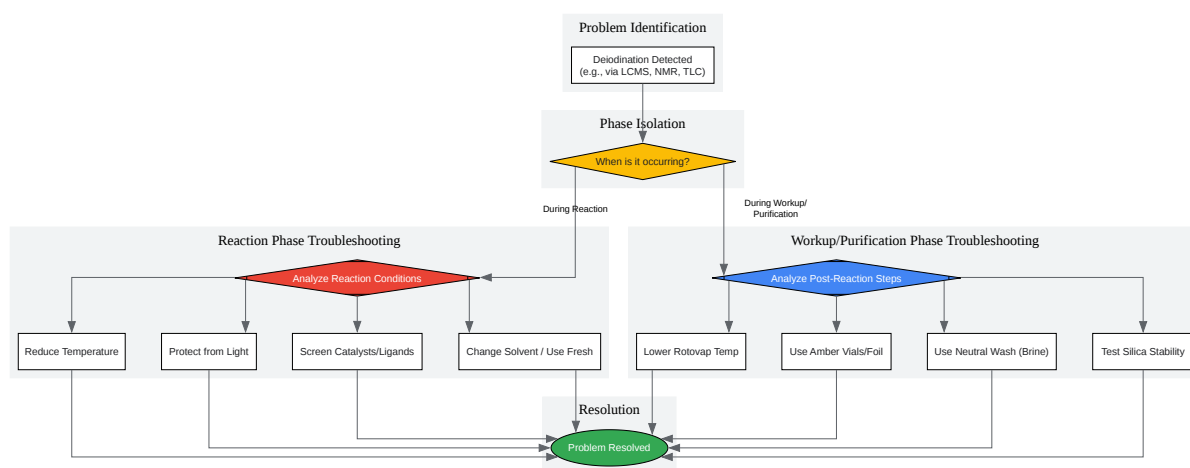 Problem Identification
Deiodination Detected
(e.g., via LCMS, NMR, TLC)
Phase Isolation
When is it occurring?
During Reaction
During Workup/
Purification
Reaction Phase Troubleshooting
Workup/Purification Phase Troubleshooting
Analyze Reaction Conditions
Analyze Post-Reaction Steps
Reduce Temperature
Protect from Light
Screen Catalysts/Ligands
Change Solvent / Use Fresh
Lower Rotovap Temp
Use Amber Vials/Foil
Use Neutral Wash (Brine)
Test Silica Stability
Resolution
Problem Resolved